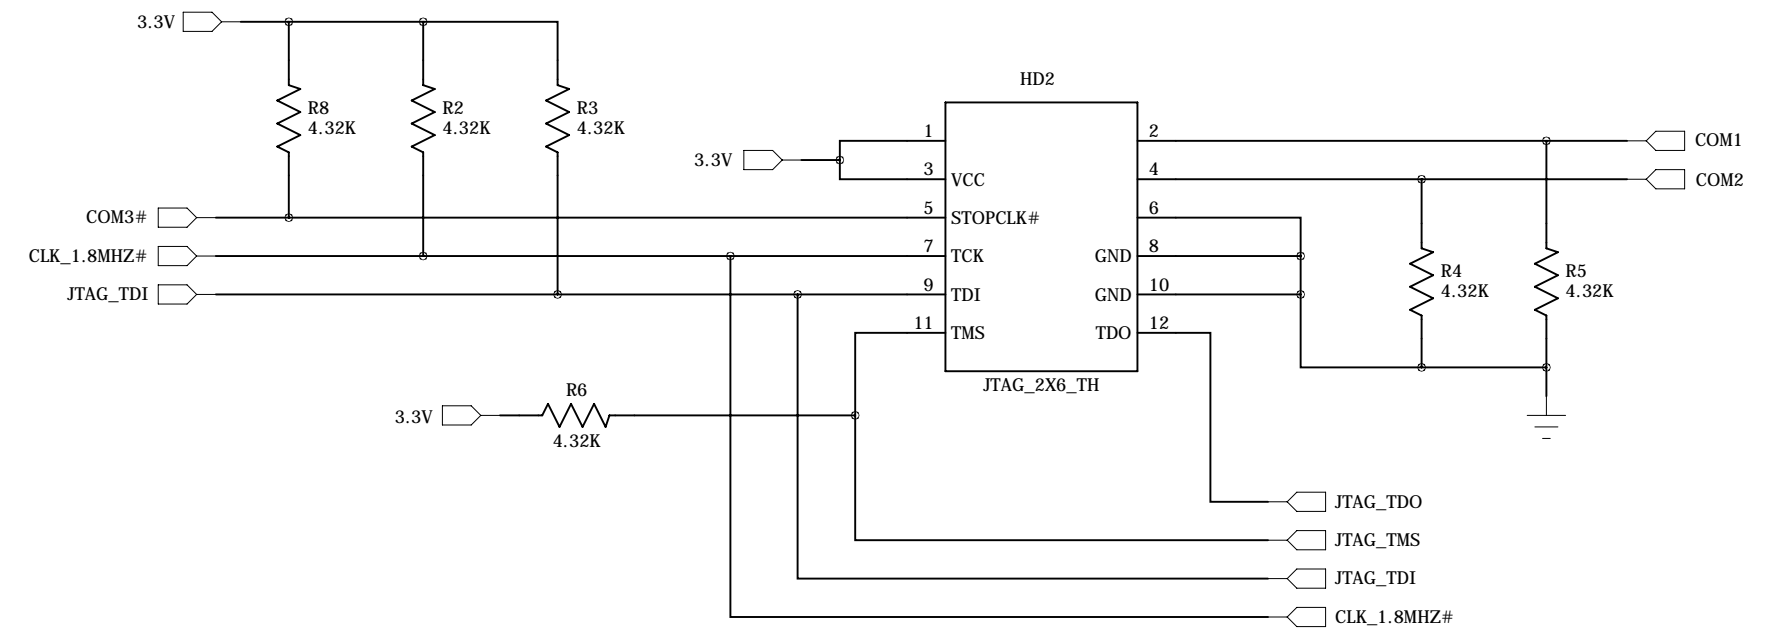 3.3V
R8
4.32K
R2
4.32K
R3
4.32K
HD2
3.3V
1
3
VCC
5
STOPCLK#
7
TCK
9
TDI
11
TMS
2
4
6
8
GND
10
GND
12
TDO
JTAG_2X6_TH
COM1
COM2
COM3#
CLK_1.8MHZ#
JTAG_TDI
R4
4.32K
R5
4.32K
R6
3.3V
4.32K
JTAG_TDO
JTAG_TMS
JTAG_TDI
CLK_1.8MHZ#